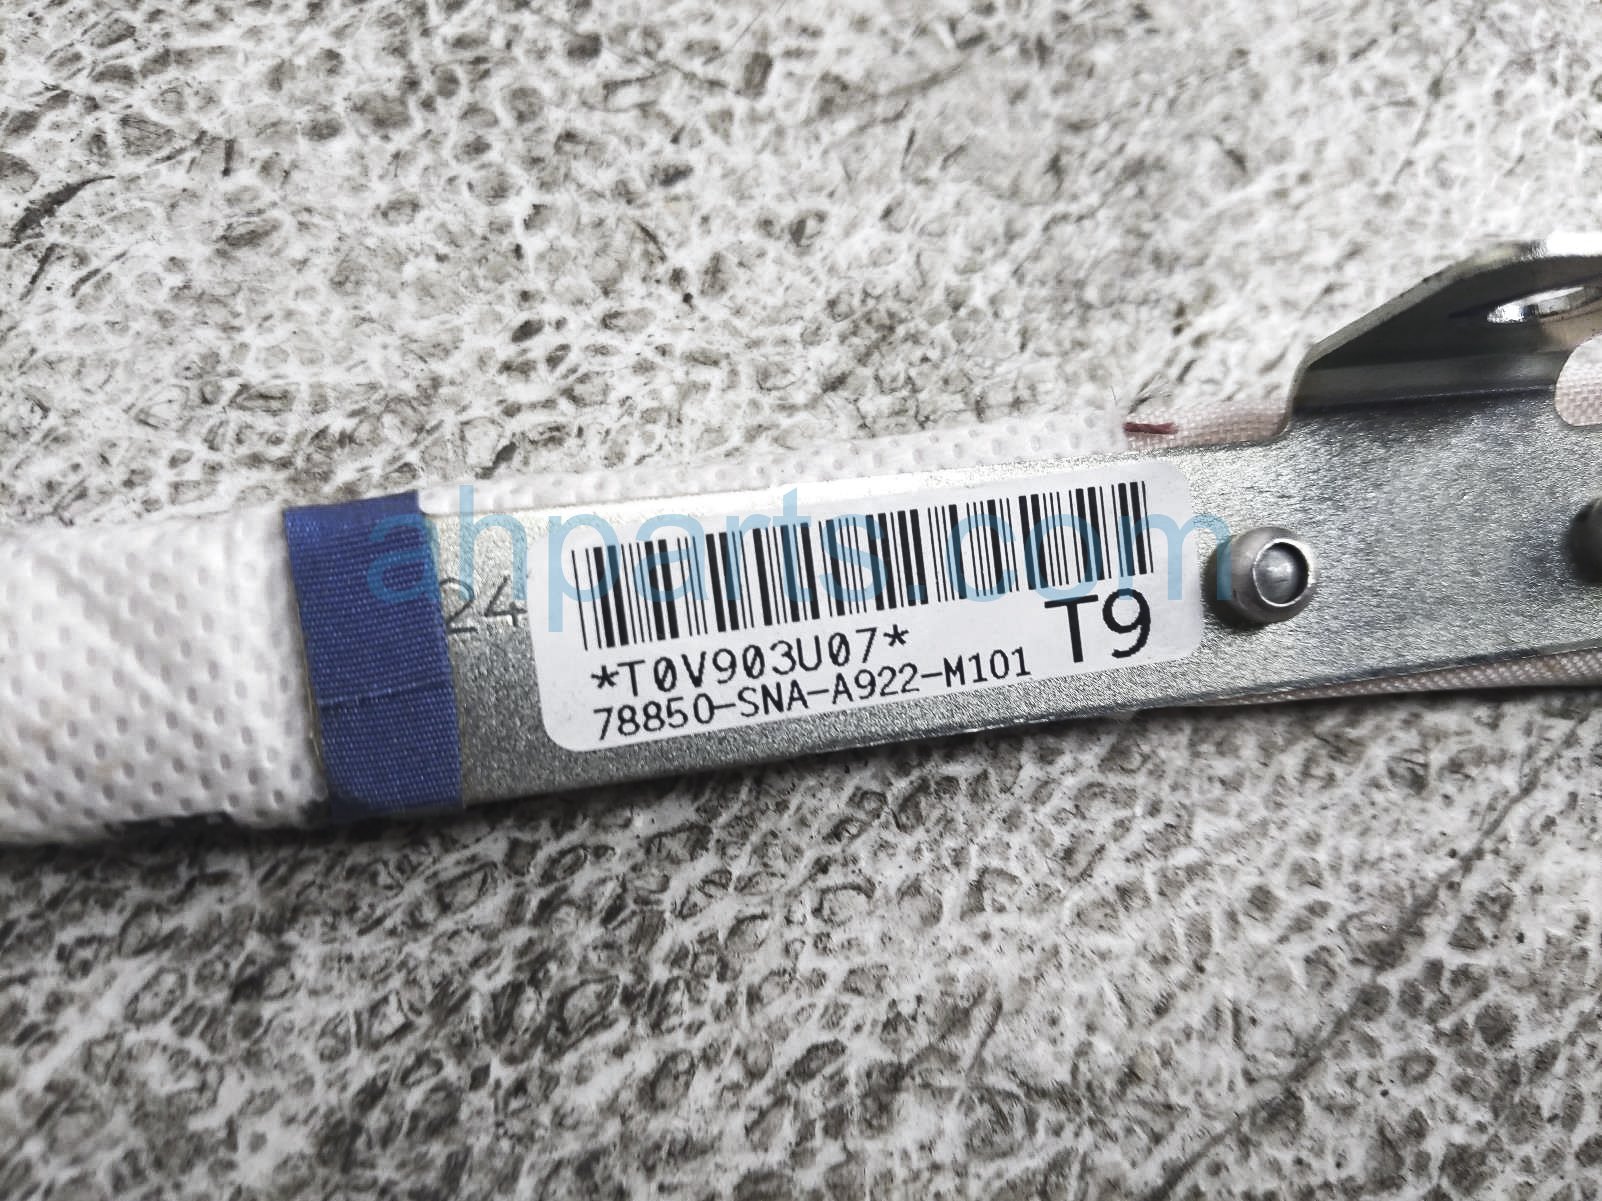 ahparts.com
24
*T0V903U07*
78850-SNA-A922-M101
T9